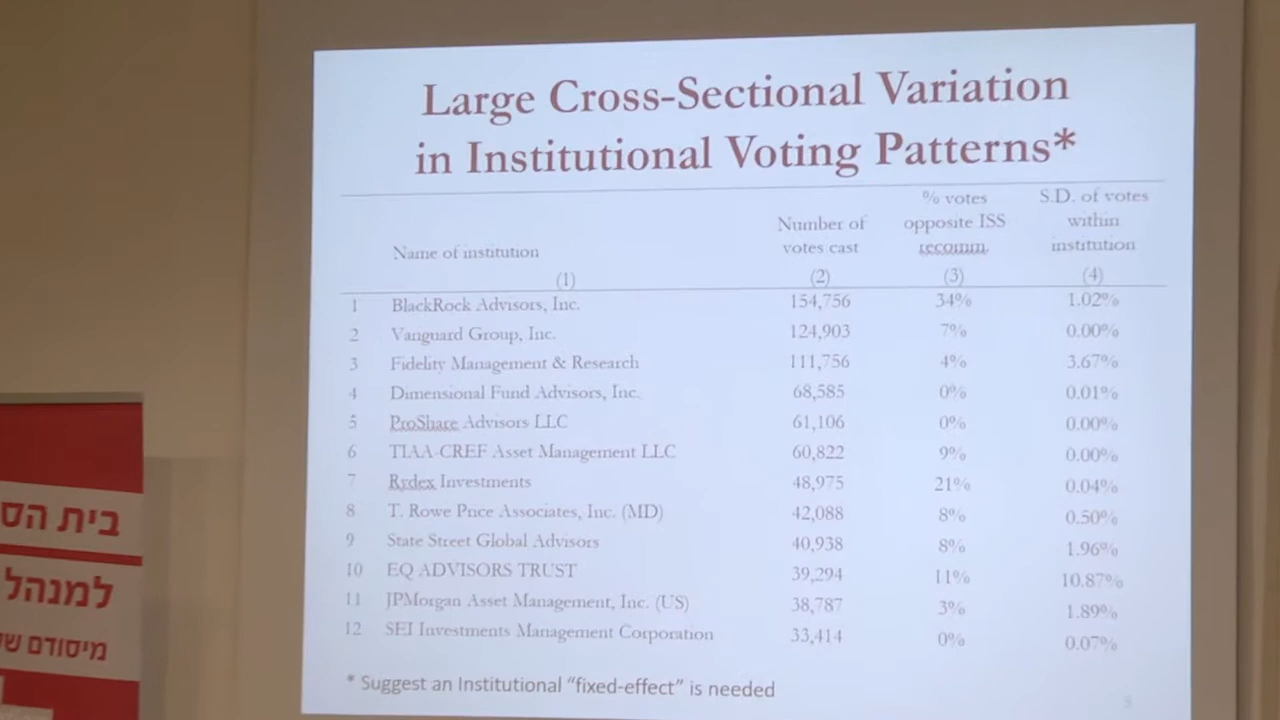 Large Cross-Sectional Variation
in Institutional Voting Patterns*
Name of institution Number of votes cast % votes opposite ISS recomm. S.D. of votes within institution
(1) (2) (3) (4)
1 BlackRock Advisors, Inc. 154,756 34% 1.02%
2 Vanguard Group, Inc. 124,903 7% 0.00%
3 Fidelity Management & Research 111,756 4% 3.67%
4 Dimensional Fund Advisors, Inc. 68,585 0% 0.01%
5 ProShare Advisors LLC 61,106 0% 0.00%
6 TIAA-CREF Asset Management LLC 60,822 9% 0.00%
7 Rydex Investments 48,975 21% 0.04%
8 T. Rowe Price Associates, Inc. (MD) 42,088 8% 0.50%
9 State Street Global Advisors 40,938 8% 1.96%
10 EQ ADVISORS TRUST 39,294 11% 10.87%
11 JPMorgan Asset Management, Inc. (US) 38,787 3% 1.89%
12 SEI Investments Management Corporation 33,414 0% 0.07%
* Suggest an Institutional "fixed-effect" is needed
בית הס
למנהל
מיסודם ש